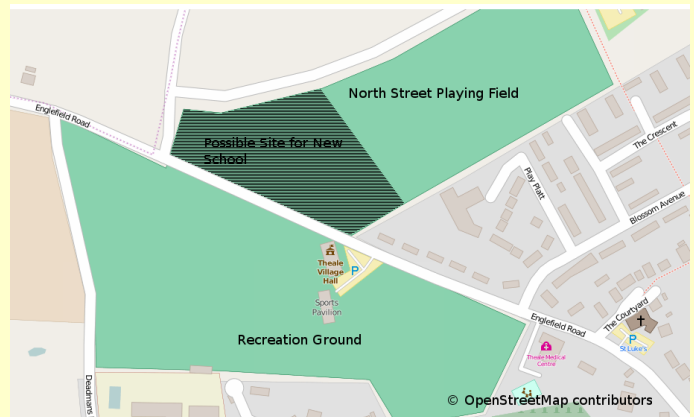 North Street Playing Field
Englefield Road
Possible Site for New
School
The Crescent
Play Platt
Blossom Avenue
Theale
Village
Hall
P
Sports
Pavilion
The Courtyard
Englefield Road
P
St Luke's
Recreation Ground
Theale Medical
Centre
Deadmans
© OpenStreetMap contributors